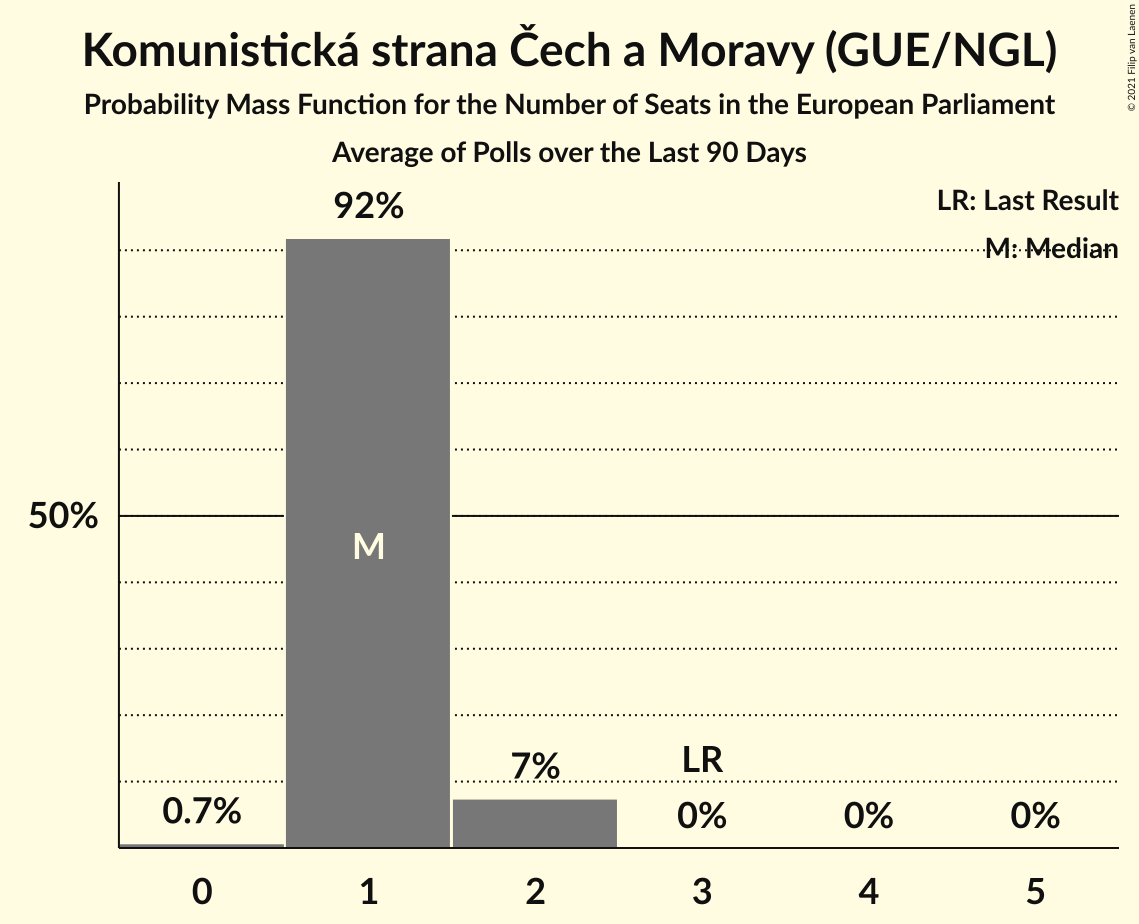 Komunistická strana Čech a Moravy (GUE/NGL)
Probability Mass Function for the Number of Seats in the European Parliament
Average of Polls over the Last 90 Days
© 2021 Filip van Laenen
LR: Last Result
M: Median
92%
50%
M
7%
LR
0.7%
0%
0%
0%
0
1
2
3
4
5